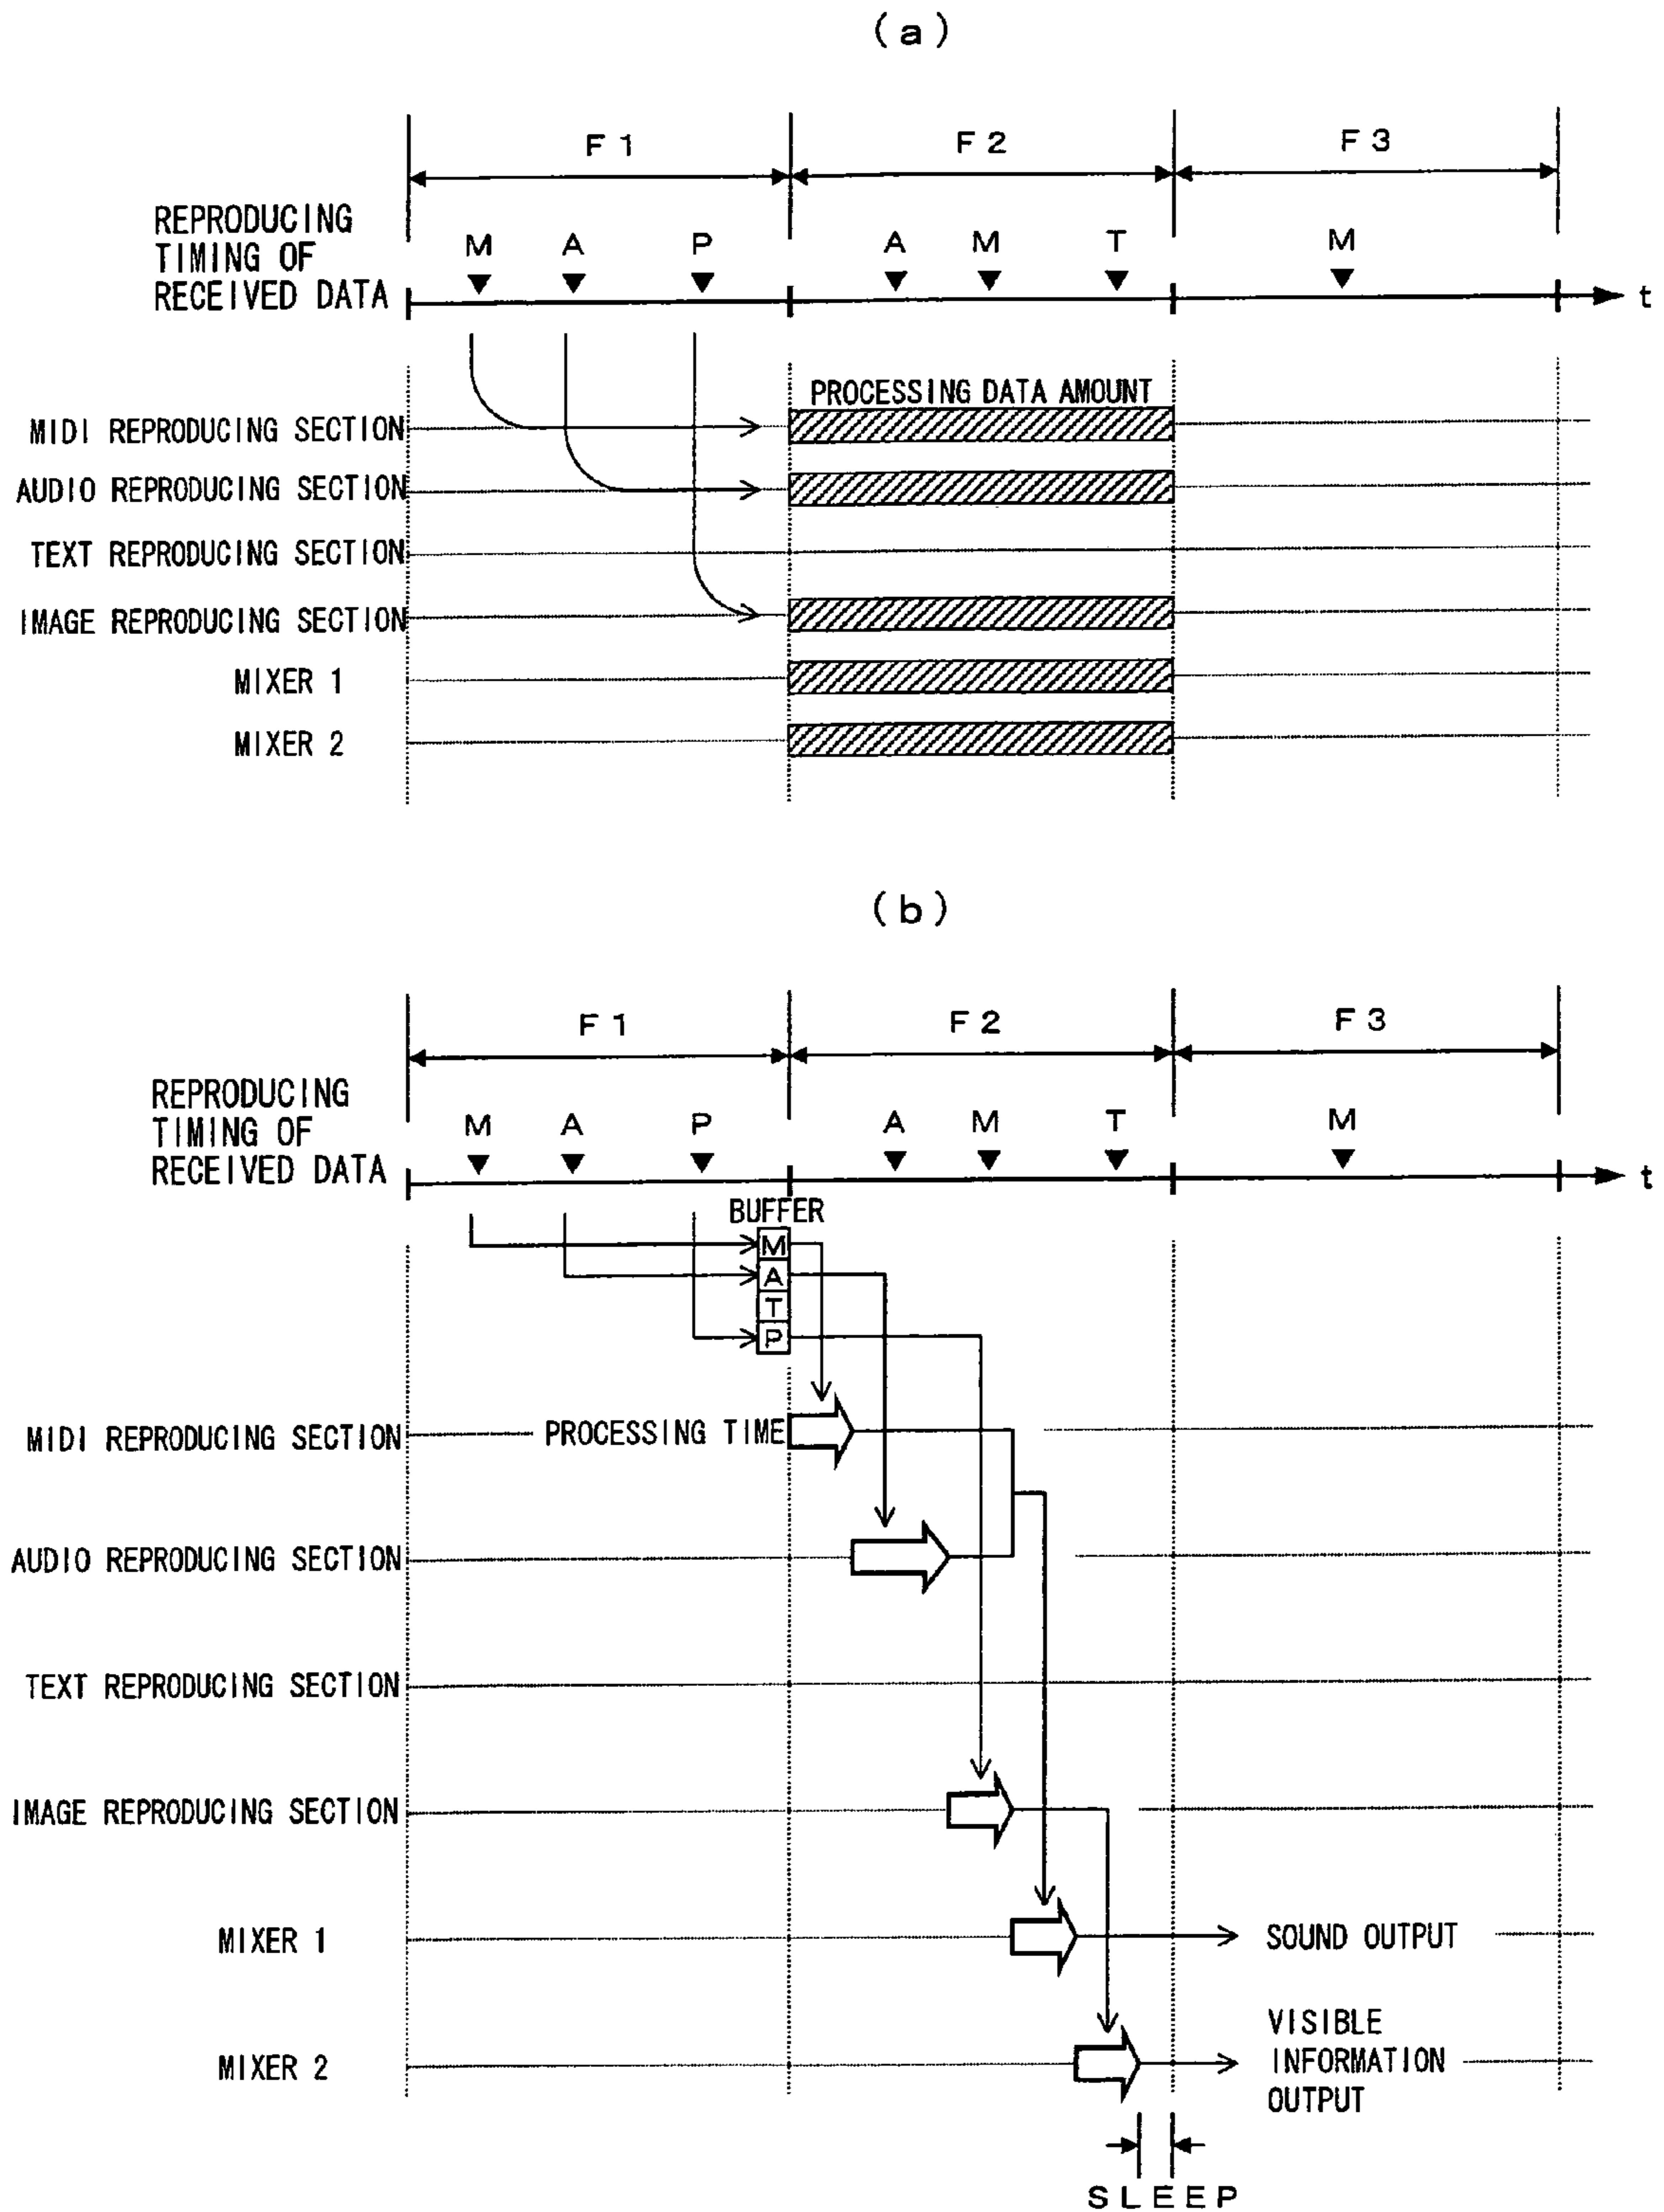 (a)
F1 F2 F3
REPRODUCING
TIMING OF
RECEIVED DATA
M A P A M T M
t
PROCESSING DATA AMOUNT
MIDI REPRODUCING SECTION
AUDIO REPRODUCING SECTION
TEXT REPRODUCING SECTION
IMAGE REPRODUCING SECTION
MIXER 1
MIXER 2
(b)
F1 F2 F3
REPRODUCING
TIMING OF
RECEIVED DATA
M A P A M T M
t
BUFFER
M
A
T
P
MIDI REPRODUCING SECTION PROCESSING TIME
AUDIO REPRODUCING SECTION
TEXT REPRODUCING SECTION
IMAGE REPRODUCING SECTION
MIXER 1 SOUND OUTPUT
MIXER 2
VISIBLE
INFORMATION
OUTPUT
SLEEP